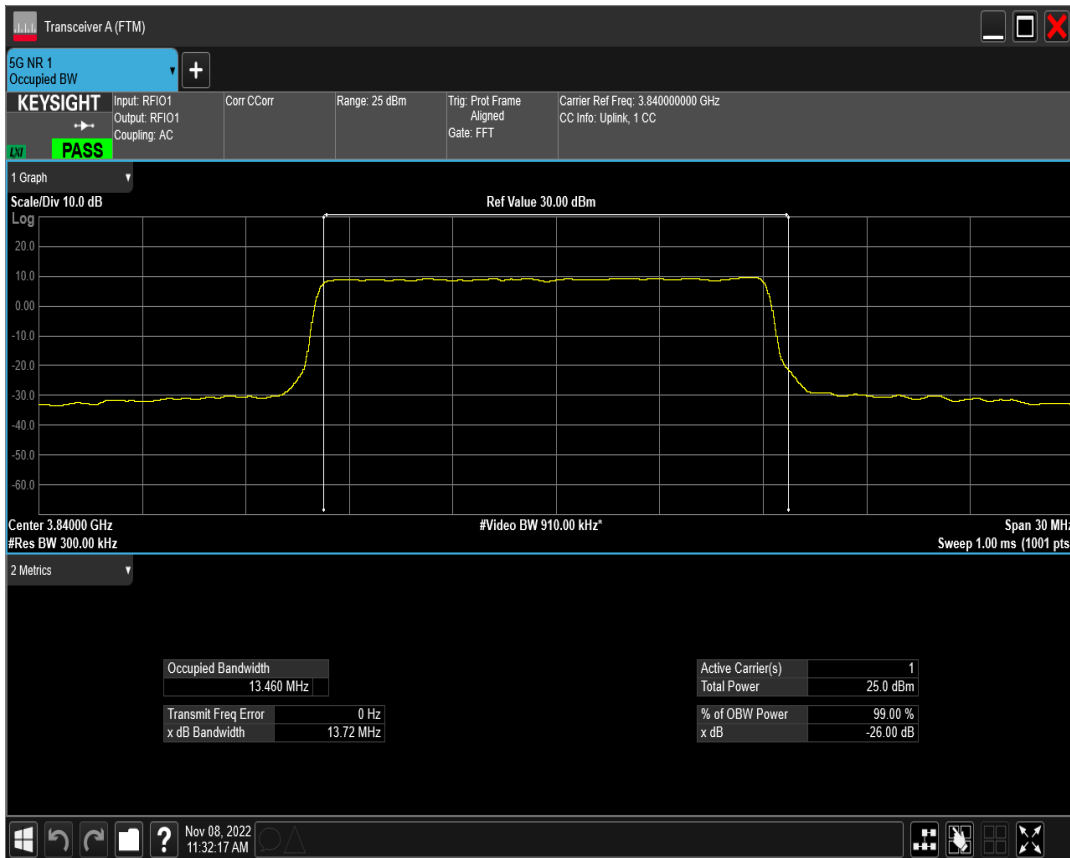 Transceiver A (FTM)
5G NR 1
Occupied BW
+
KEYSIGHT
LXI
PASS
Input: RFIO1
Output: RFIO1
Coupling: AC
Corr CCorr
Range: 25 dBm
Trig: Prot Frame
Aligned
Gate: FFT
Carrier Ref Freq: 3.840000000 GHz
CC Info: Uplink, 1 CC
1 Graph
Scale/Div 10.0 dB
Ref Value 30.00 dBm
Log
20.0
10.0
0.00
-10.0
-20.0
-30.0
-40.0
-50.0
-60.0
Center 3.84000 GHz
#Video BW 910.00 kHz*
Span 30 MHz
#Res BW 300.00 kHz
Sweep 1.00 ms (1001 pts
2 Metrics
Occupied Bandwidth
13.460 MHz
Transmit Freq Error 0 Hz
x dB Bandwidth 13.72 MHz
Active Carrier(s) 1
Total Power 25.0 dBm
% of OBW Power 99.00 %
x dB -26.00 dB
?
Nov 08, 2022
11:32:17 AM